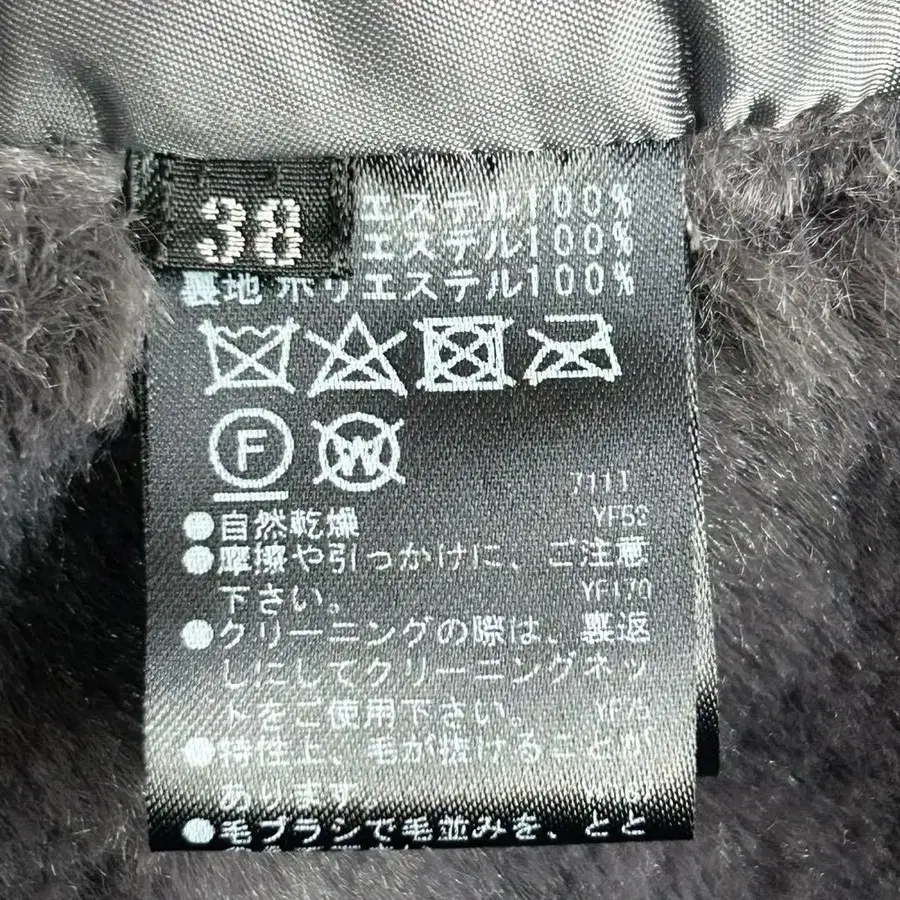 38
エステル100%
エステル100%
裏地 ポリエステル100%
F W
7111
●自然乾燥 YF53
●摩擦や引っかけに、ご注意
下さい。 YF170
●クリーニングの際は、裏返
しにしてクリーニングネッ
トをご使用下さい。 YF75
●特性上、毛が抜けることが
あります
●毛ブラシで毛並みを、とと